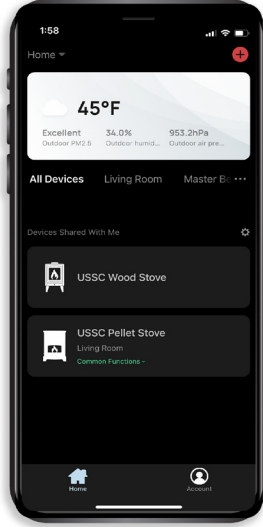 1:58
Home
45°F
Excellent 34.0% 953.2hPa
Outdoor PM2.5 Outdoor humid... Outdoor air pre...
All Devices Living Room Master Be ...
Devices Shared With Me
USSC Wood Stove
USSC Pellet Stove
Living Room
Common Functions
Home Account